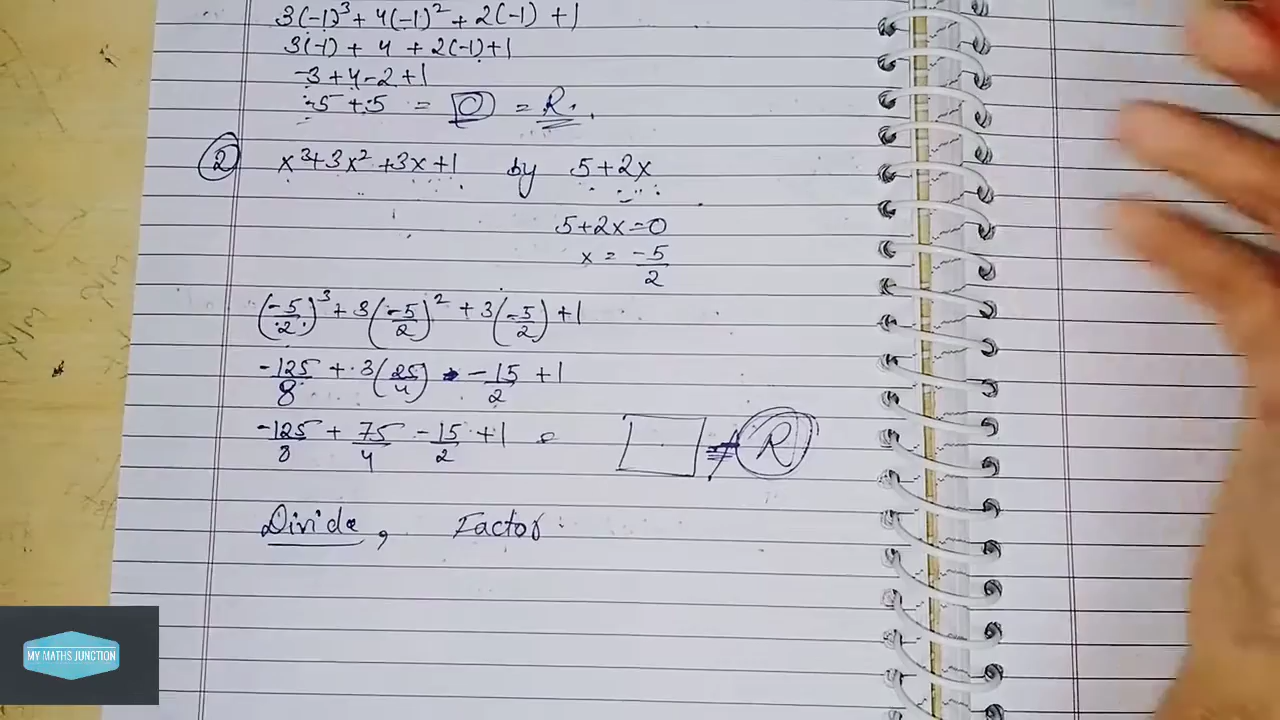 3(-1)³ + 4(-1)² + 2(-1) + 1
3(-1) + 4 + 2(-1) + 1
-3 + 4 - 2 + 1
-5 + 5 = 0 = R.
2 x³ + 3x² + 3x + 1 by 5 + 2x
5 + 2x = 0
x = -5/2
(-5/2)³ + 3(-5/2)² + 3(-5/2) + 1
-125/8 + 3(25/4) - 15/2 + 1
-125/8 + 75/4 - 15/2 + 1 = ≠ R
Divide, Factor:
MY MATHS JUNCTION